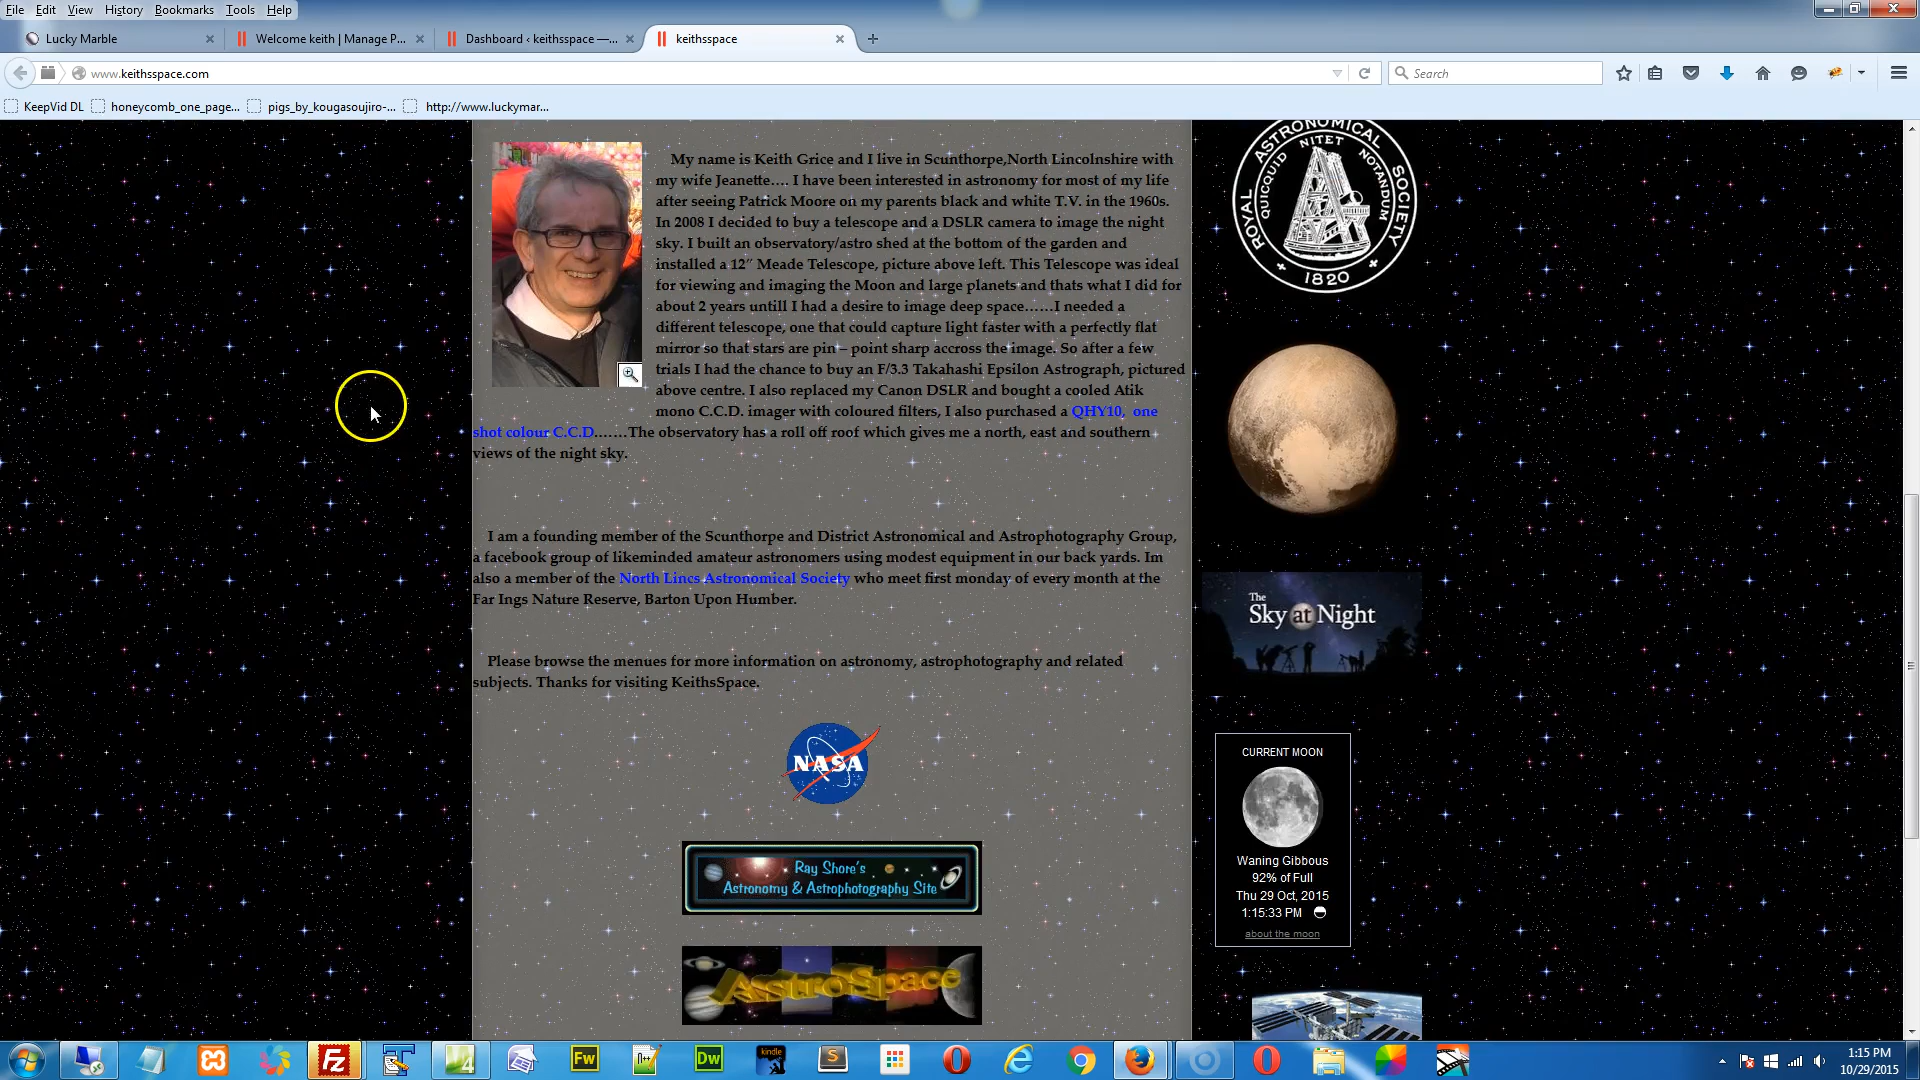 File Edit View History Bookmarks Tools Help
Lucky Marble
Welcome keith | Manage P...
Dashboard ‹ keithsspace —...
keithsspace
www.keithsspace.com
Search
KeepVid DL
honeycomb_one_page...
pigs_by_kougasoujiro-...
http://www.luckymar...
My name is Keith Grice and I live in Scunthorpe,North Lincolnshire with
my wife Jeanette…. I have been interested in astronomy for most of my life
after seeing Patrick Moore on my parents black and white T.V. in the 1960s.
In 2008 I decided to buy a telescope and a DSLR camera to image the night
sky. I built an observatory/astro shed at the bottom of the garden and
installed a 12″ Meade Telescope, picture above left. This Telescope was ideal
for viewing and imaging the Moon and large planets and thats what I did for
about 2 years untill I had a desire to image deep space……I needed a
different telescope, one that could capture light faster with a perfectly flat
mirror so that stars are pin – point sharp accross the image. So after a few
trials I had the chance to buy an F/3.3 Takahashi Epsilon Astrograph, pictured
above centre. I also replaced my Canon DSLR and bought a cooled Atik
mono C.C.D. imager with coloured filters, I also purchased a QHY10, one
shot colour C.C.D…….The observatory has a roll off roof which gives me a north, east and southern
views of the night sky.
I am a founding member of the Scunthorpe and District Astronomical and Astrophotography Group,
a facebook group of likeminded amateur astronomers using modest equipment in our back yards. Im
also a member of the North Lincs Astronomical Society who meet first monday of every month at the
Far Ings Nature Reserve, Barton Upon Humber.
Please browse the menues for more information on astronomy, astrophotography and related
subjects. Thanks for visiting KeithsSpace.
NASA
Ray Shore's
Astronomy & Astrophotography Site
AstroSpace
ROYAL ASTRONOMICAL SOCIETY
QUICQUID NITET NOTANDUM
1820
The
Sky at Night
CURRENT MOON
Waning Gibbous
92% of Full
Thu 29 Oct, 2015
1:15:33 PM
about the moon
Fz
4
Fw
n++
Dw
kindle
S
1:15 PM
10/29/2015